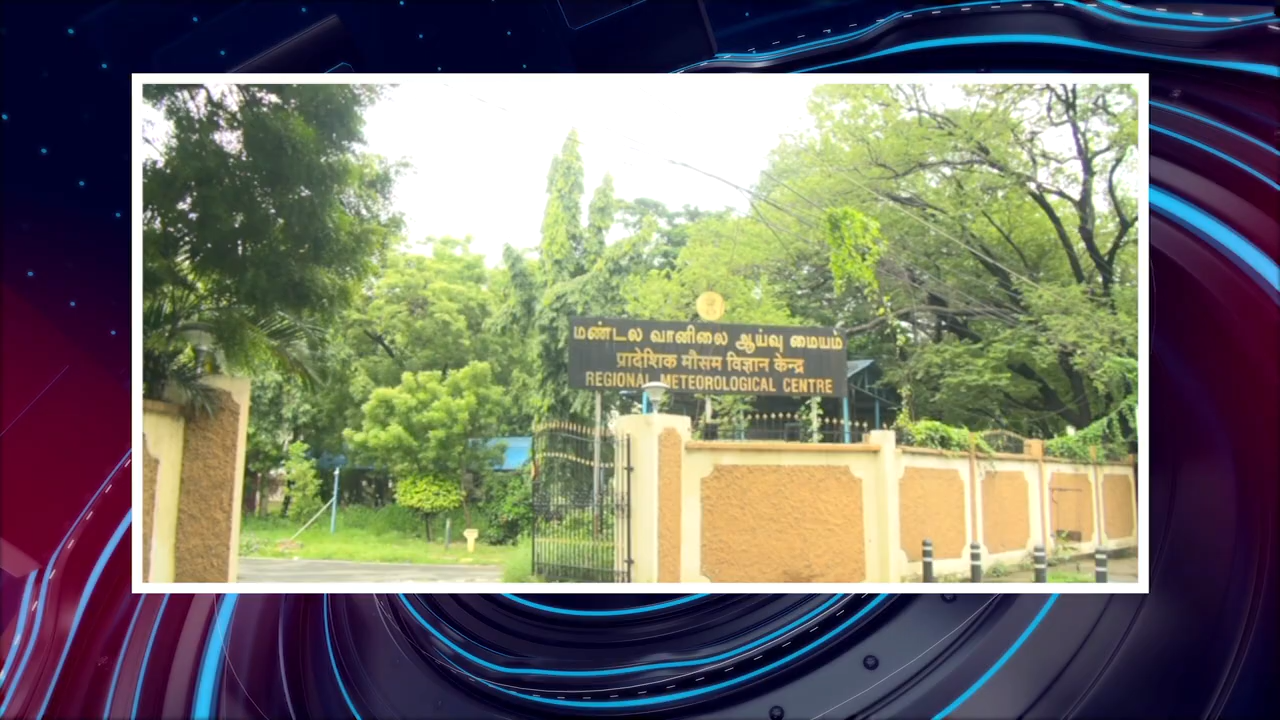 மண்டல வானிலை ஆய்வு மையம்
प्रादेशिक मौसम विज्ञान केन्द्र
REGIONAL METEOROLOGICAL CENTRE